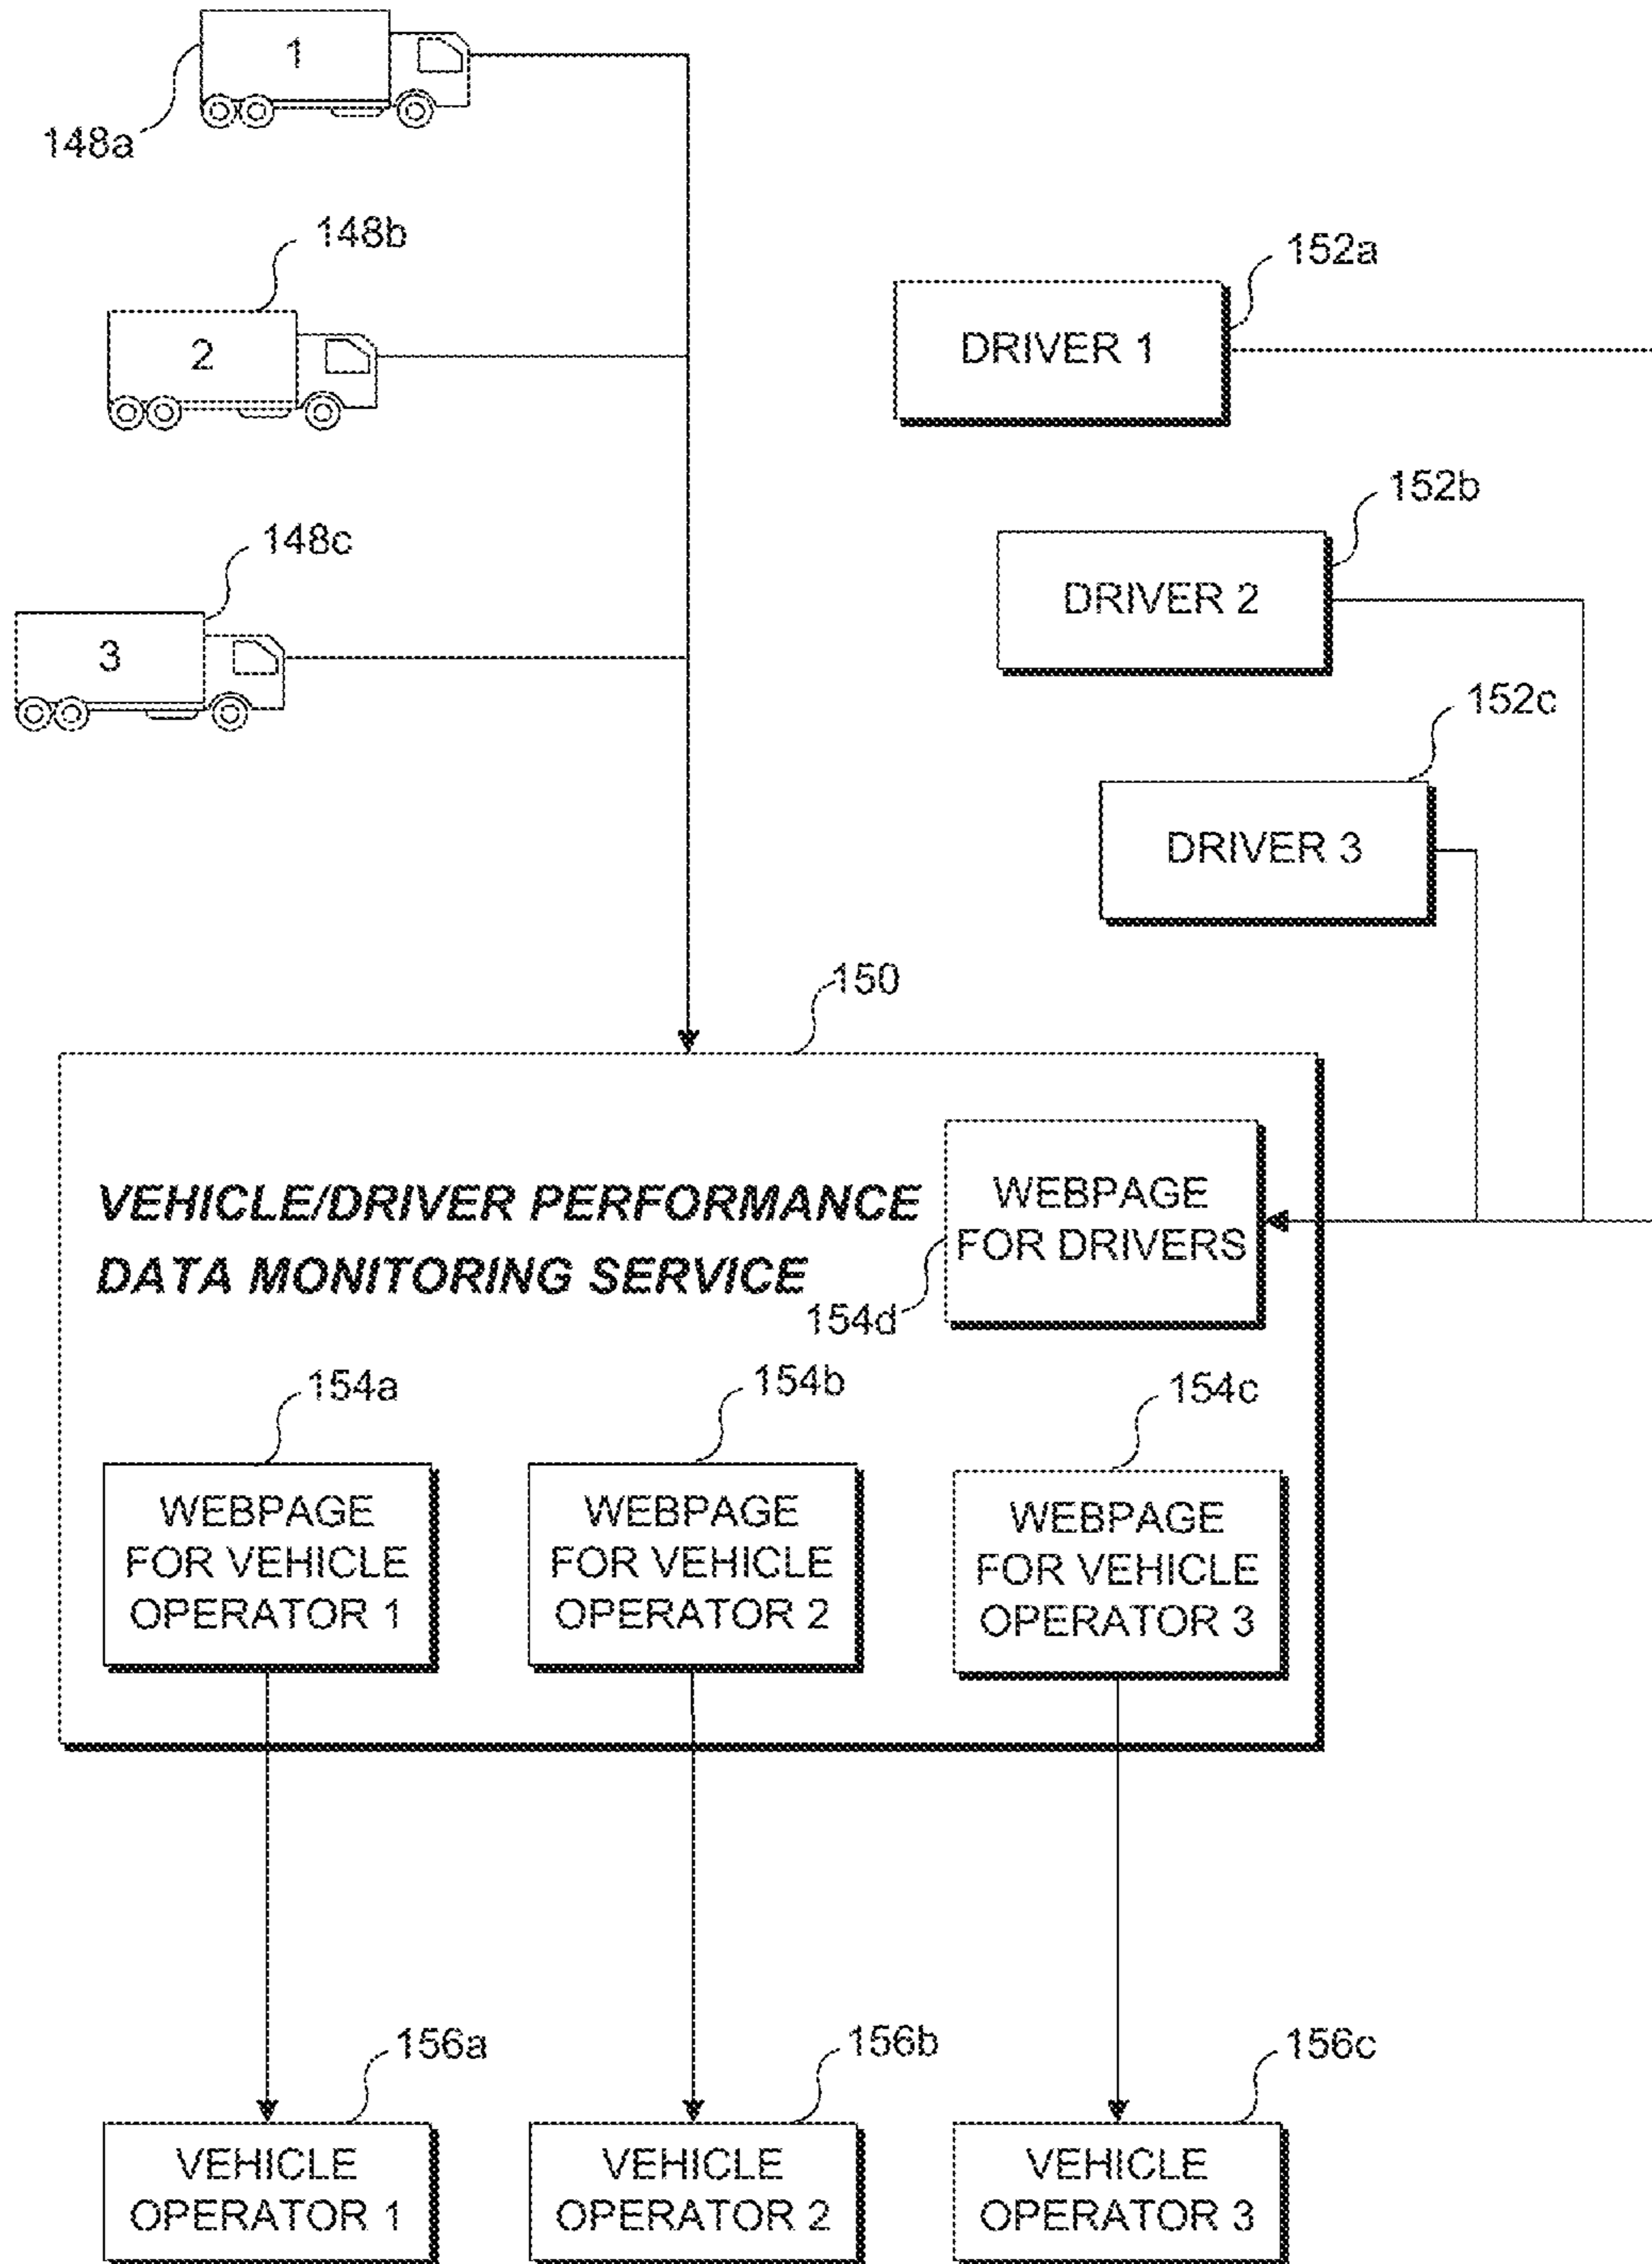 1
148a
148b
2
152a
DRIVER 1
152b
DRIVER 2
148c
3
152c
DRIVER 3
150
VEHICLE/DRIVER PERFORMANCE
DATA MONITORING SERVICE
WEBPAGE
FOR DRIVERS
154d
154a
154b
154c
WEBPAGE
FOR VEHICLE
OPERATOR 1
WEBPAGE
FOR VEHICLE
OPERATOR 2
WEBPAGE
FOR VEHICLE
OPERATOR 3
156a
156b
156c
VEHICLE
OPERATOR 1
VEHICLE
OPERATOR 2
VEHICLE
OPERATOR 3